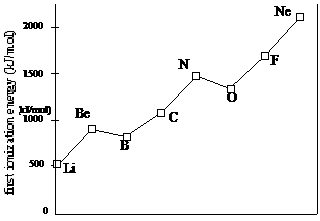 Ne
2000
N
F
1500
O
Be
(kJ/mol)
1000
C
B
500
Li
0
first ionization energy (kJ/mol)